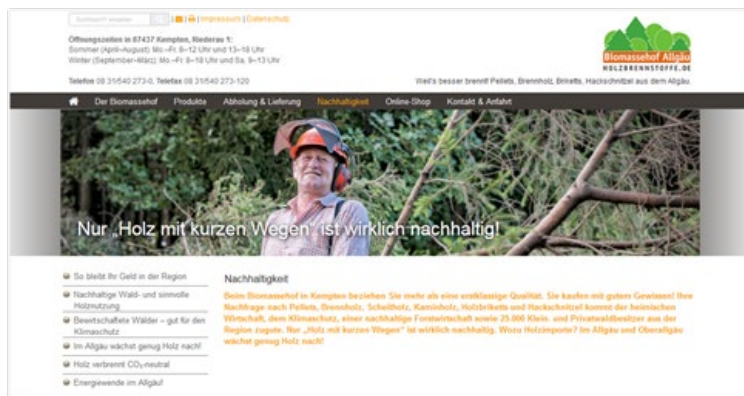 Suchbegriff eingeben
| Impressum | Datenschutz
Öffnungszeiten in 87437 Kempten, Riederau 1:
Sommer (April–August): Mo.–Fr. 8–12 Uhr und 13–18 Uhr
Winter (September–März): Mo.–Fr. 8–18 Uhr und Sa. 9–13 Uhr
Telefon 08 31/540 273-0, Telefax 08 31/540 273-120
Biomassehof Allgäu
HOLZBRENNSTOFFE.DE
Weil's besser brennt! Pellets, Brennholz, Briketts, Hackschnitzel aus dem Allgäu.
Der Biomassehof Produkte Abholung & Lieferung Nachhaltigkeit Online-Shop Kontakt & Anfahrt
Nur „Holz mit kurzen Wegen" ist wirklich nachhaltig!
So bleibt Ihr Geld in der Region
Nachhaltige Wald- und sinnvolle
Holznutzung
Bewirtschaftete Wälder – gut für den
Klimaschutz
Im Allgäu wächst genug Holz nach!
Holz verbrennt CO₂-neutral
Energiewende im Allgäu!
Nachhaltigkeit
Beim Biomassehof in Kempten beziehen Sie mehr als eine erstklassige Qualität. Sie kaufen mit gutem Gewissen! Ihre
Nachfrage nach Pellets, Brennholz, Scheitholz, Kaminholz, Holzbriketts und Hackschnitzel kommt der heimischen
Wirtschaft, dem Klimaschutz, einer nachhaltige Forstwirtschaft sowie 25.000 Klein- und Privatwaldbesitzer aus der
Region zugute. Nur „Holz mit kurzen Wegen" ist wirklich nachhaltig. Wozu Holzimporte? Im Allgäu und Oberallgäu
wächst genug Holz nach!